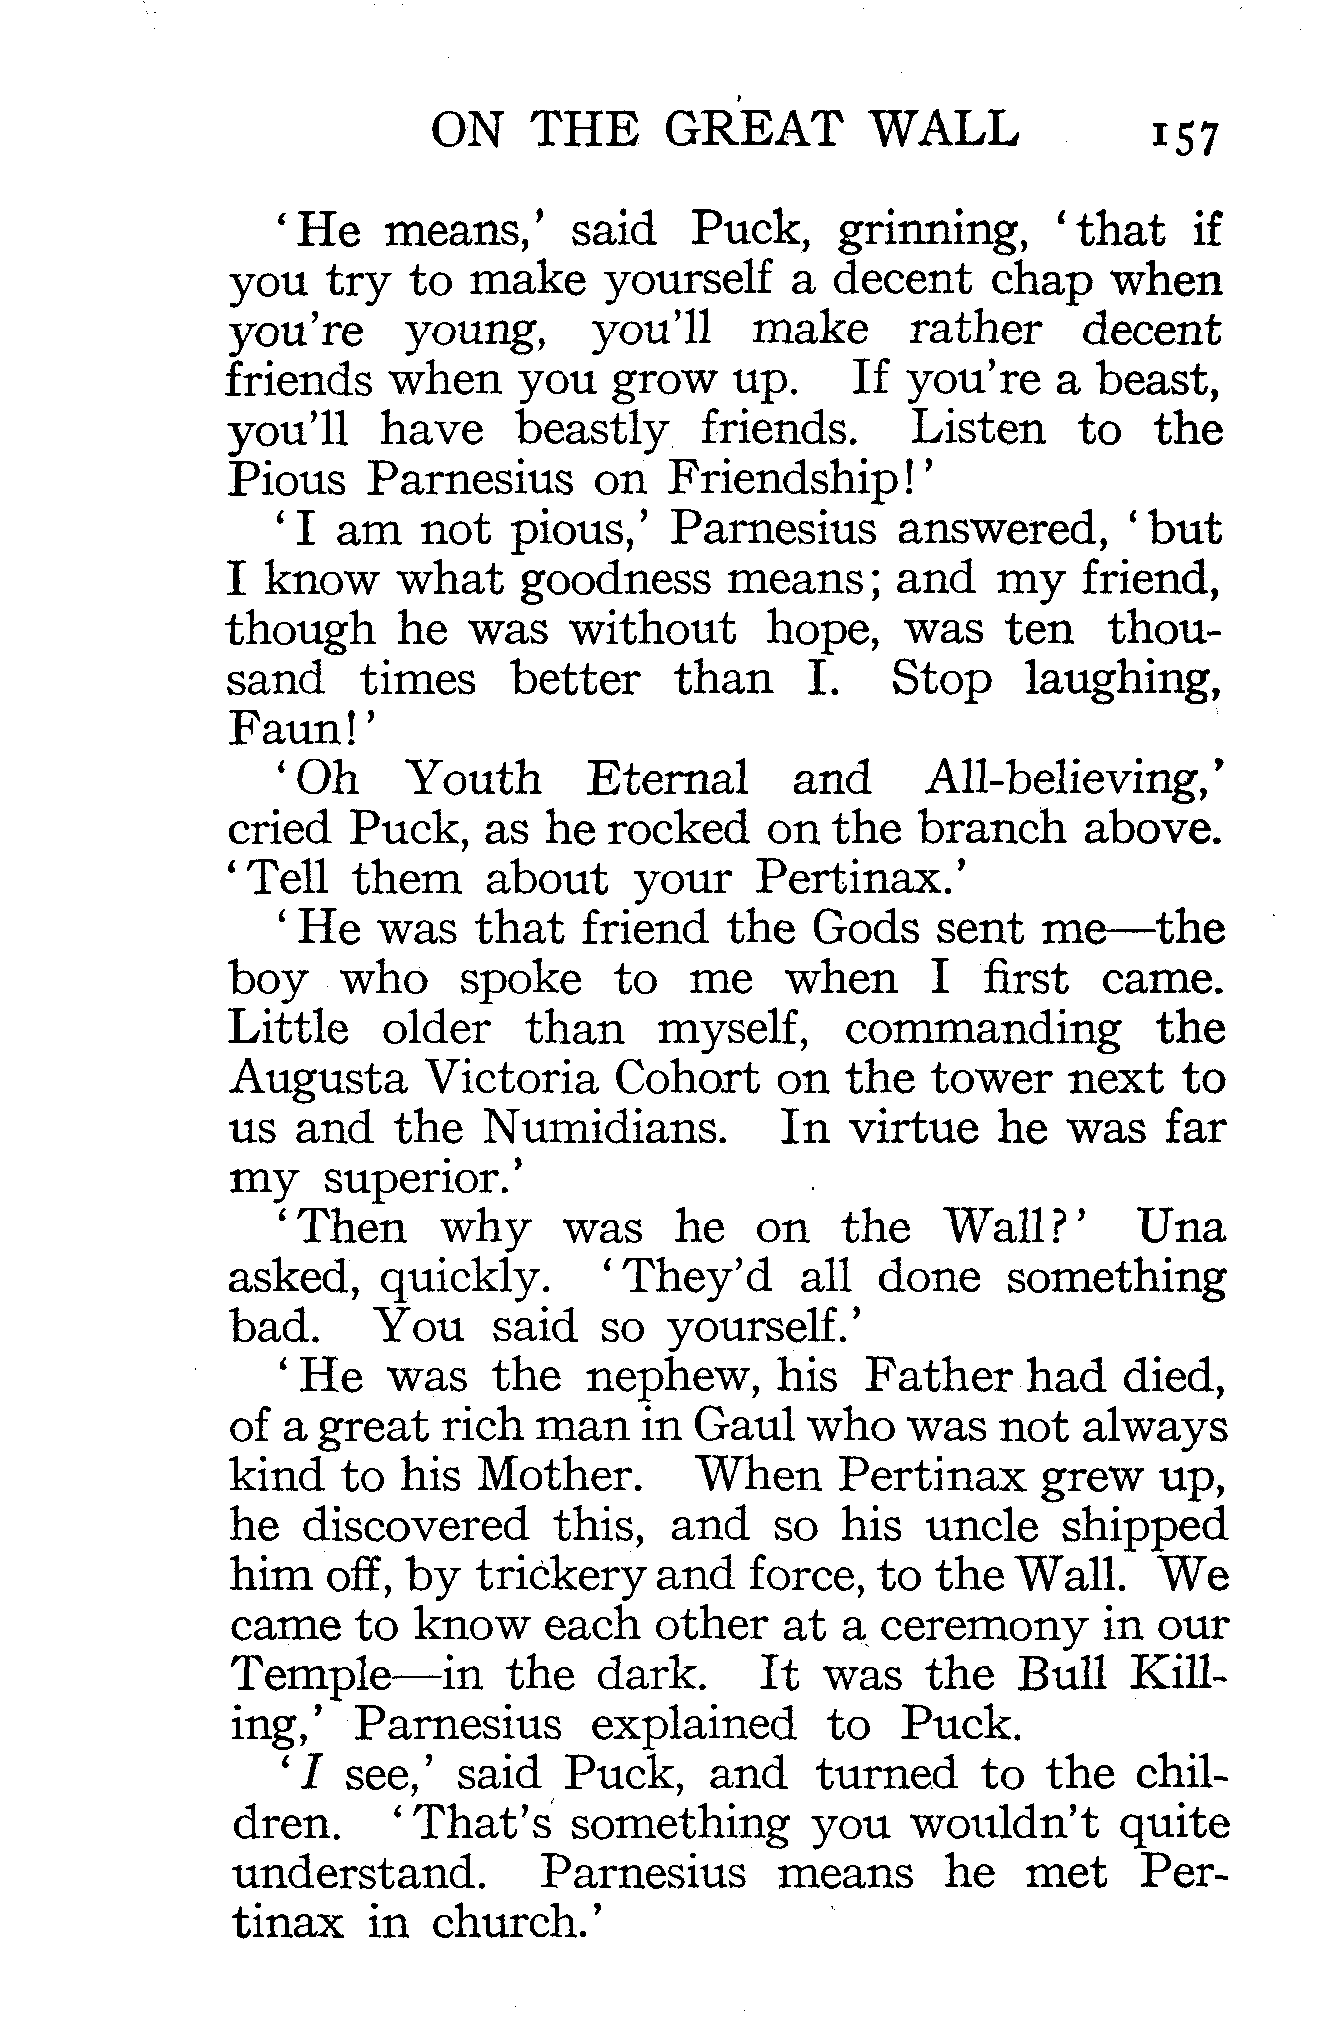 ON THE GREAT WALL 157
‘He means,’ said Puck, grinning, ‘that if
you try to make yourself a decent chap when
you’re young, you’ll make rather decent
friends when you grow up. If you’re a beast,
you’ll have beastly friends. Listen to the
Pious Parnesius on Friendship!’
‘I am not pious,’ Parnesius answered, ‘but
I know what goodness means; and my friend,
though he was without hope, was ten thou-
sand times better than I. Stop laughing,
Faun!’
‘Oh Youth Eternal and All-believing,’
cried Puck, as he rocked on the branch above.
‘Tell them about your Pertinax.’
‘He was that friend the Gods sent me—the
boy who spoke to me when I first came.
Little older than myself, commanding the
Augusta Victoria Cohort on the tower next to
us and the Numidians. In virtue he was far
my superior.’
‘Then why was he on the Wall?’ Una
asked, quickly. ‘They’d all done something
bad. You said so yourself.’
‘He was the nephew, his Father had died,
of a great rich man in Gaul who was not always
kind to his Mother. When Pertinax grew up,
he discovered this, and so his uncle shipped
him off, by trickery and force, to the Wall. We
came to know each other at a ceremony in our
Temple—in the dark. It was the Bull Kill-
ing,’ Parnesius explained to Puck.
‘I see,’ said Puck, and turned to the chil-
dren. ‘That’s something you wouldn’t quite
understand. Parnesius means he met Per-
tinax in church.’